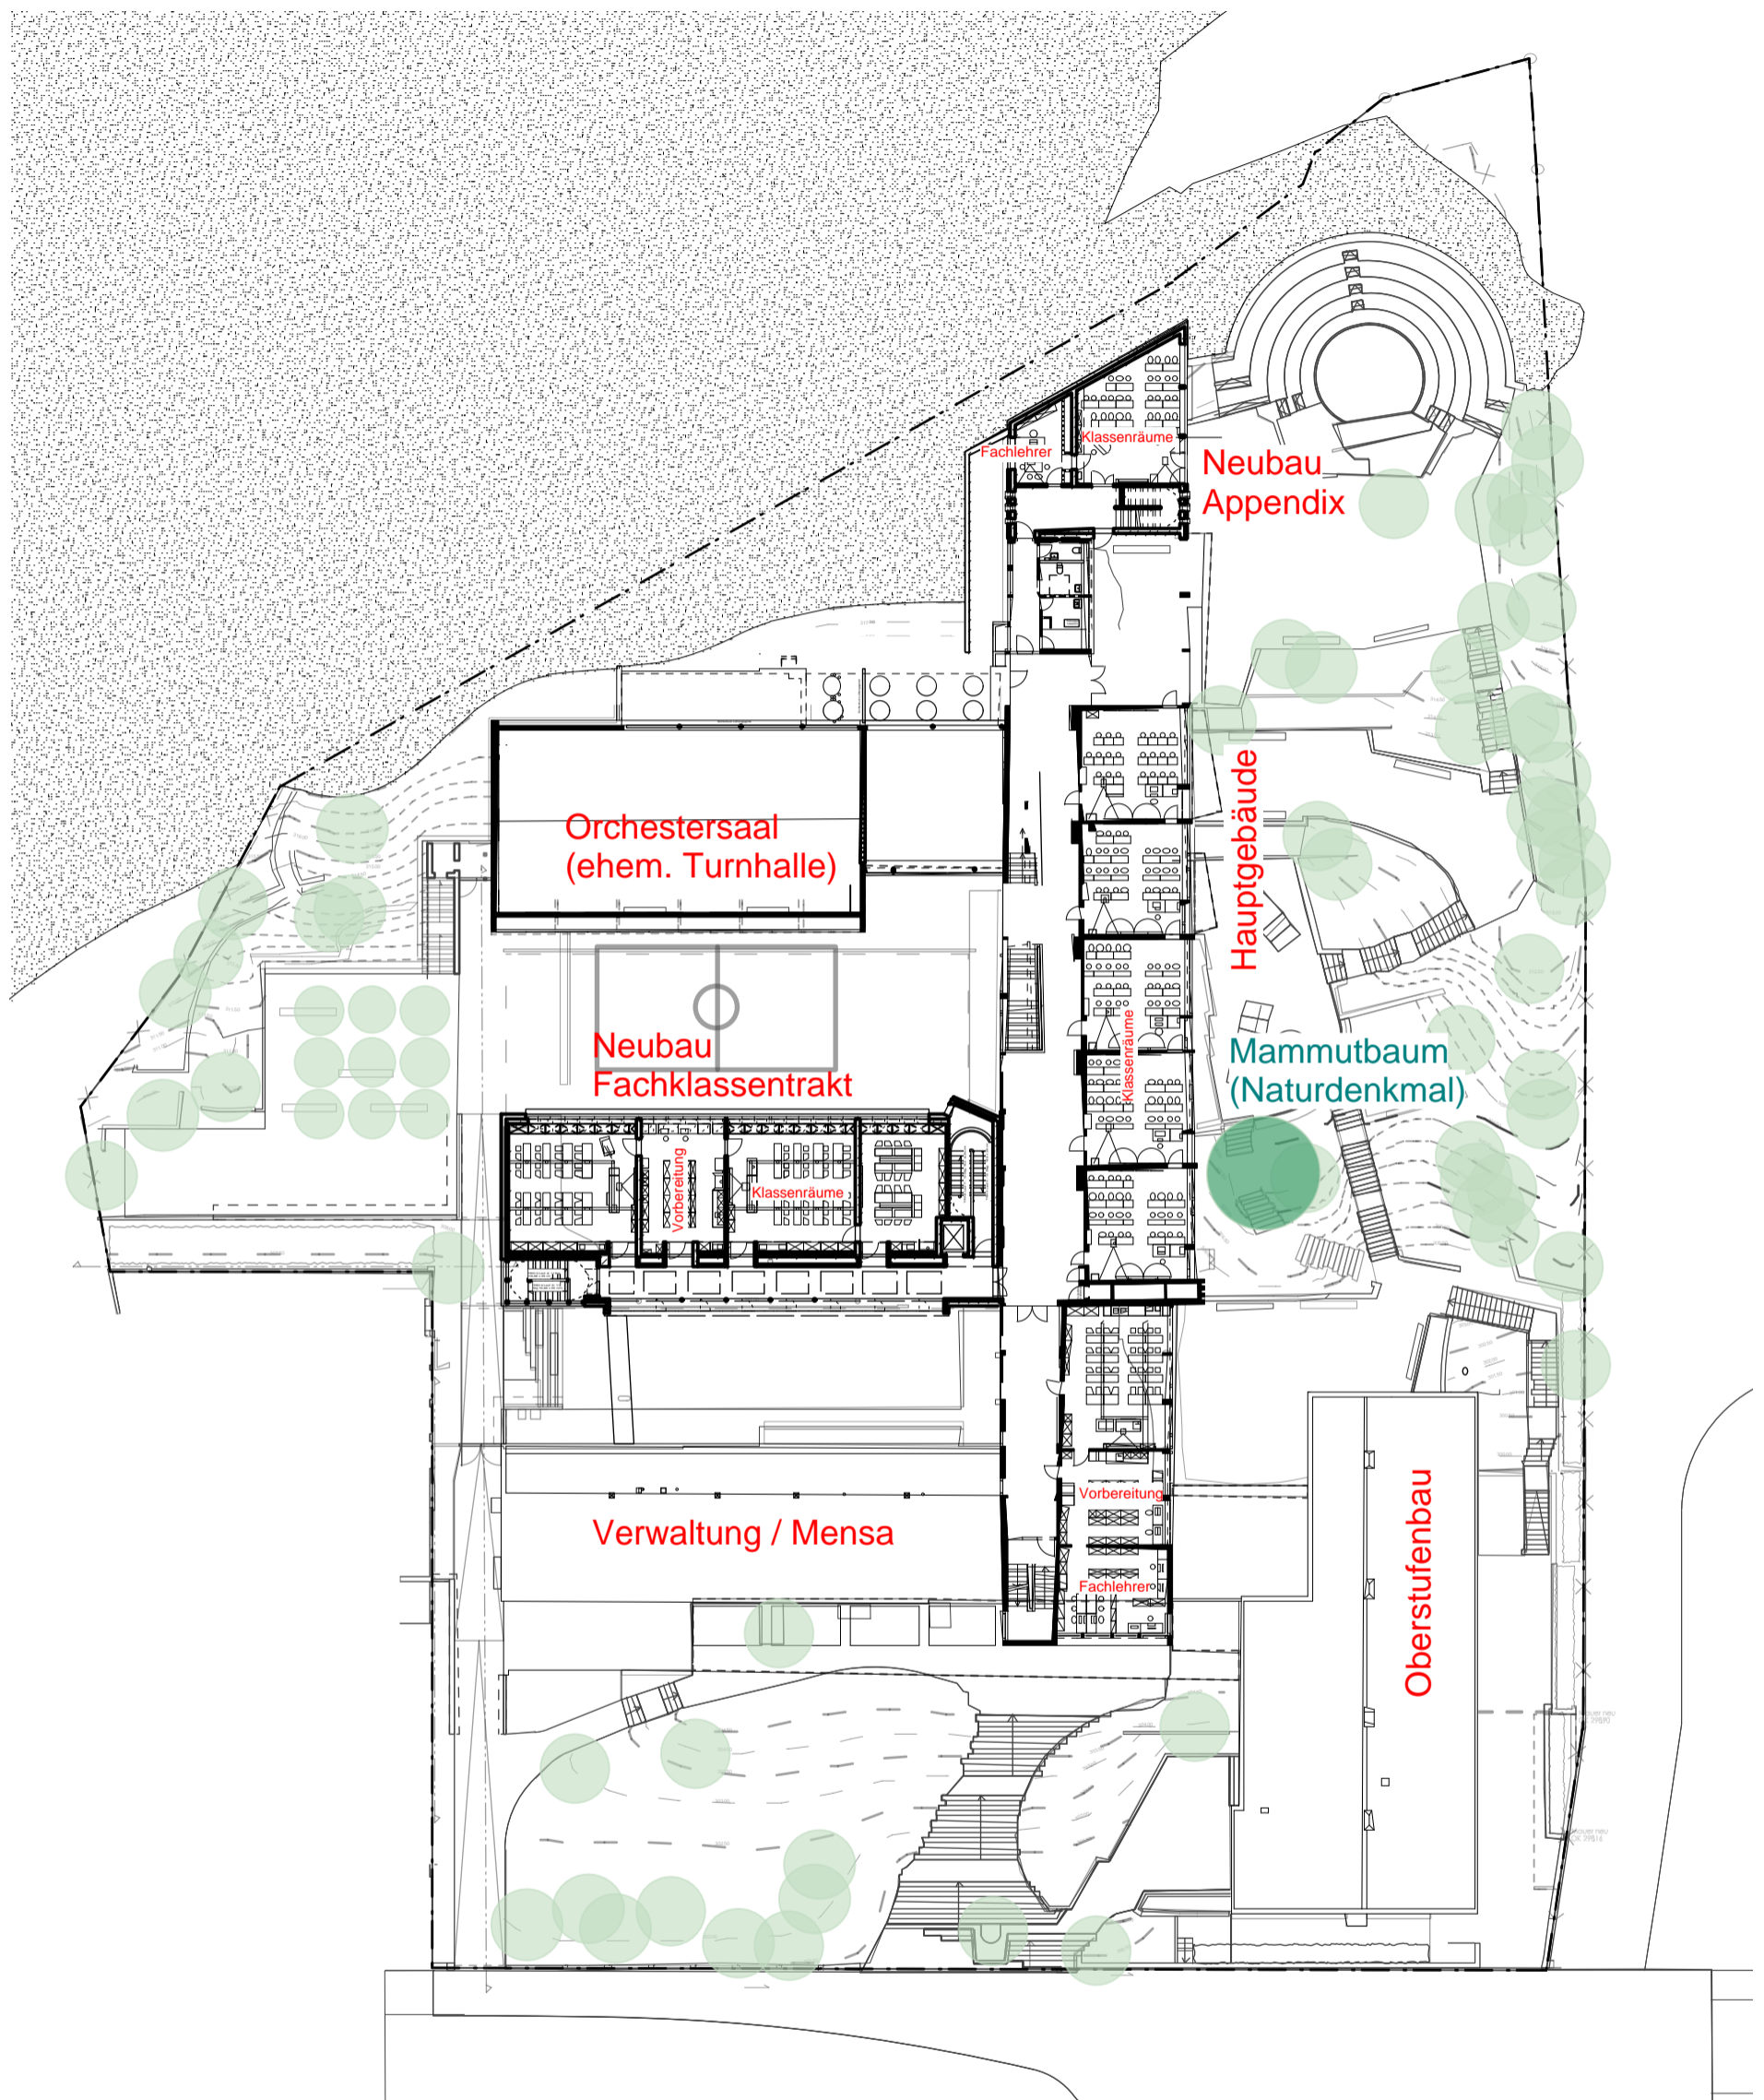 Klassenräume
Fachlehrer
Neubau
Appendix
Hauptgebäude
Orchestersaal
(ehem. Turnhalle)
Klassenräume
Neubau
Fachklassentrakt
Mammutbaum
(Naturdenkmal)
Vorbereitung
Klassenräume
Vorbereitung
Verwaltung / Mensa
Fachlehrer
Oberstufenbau